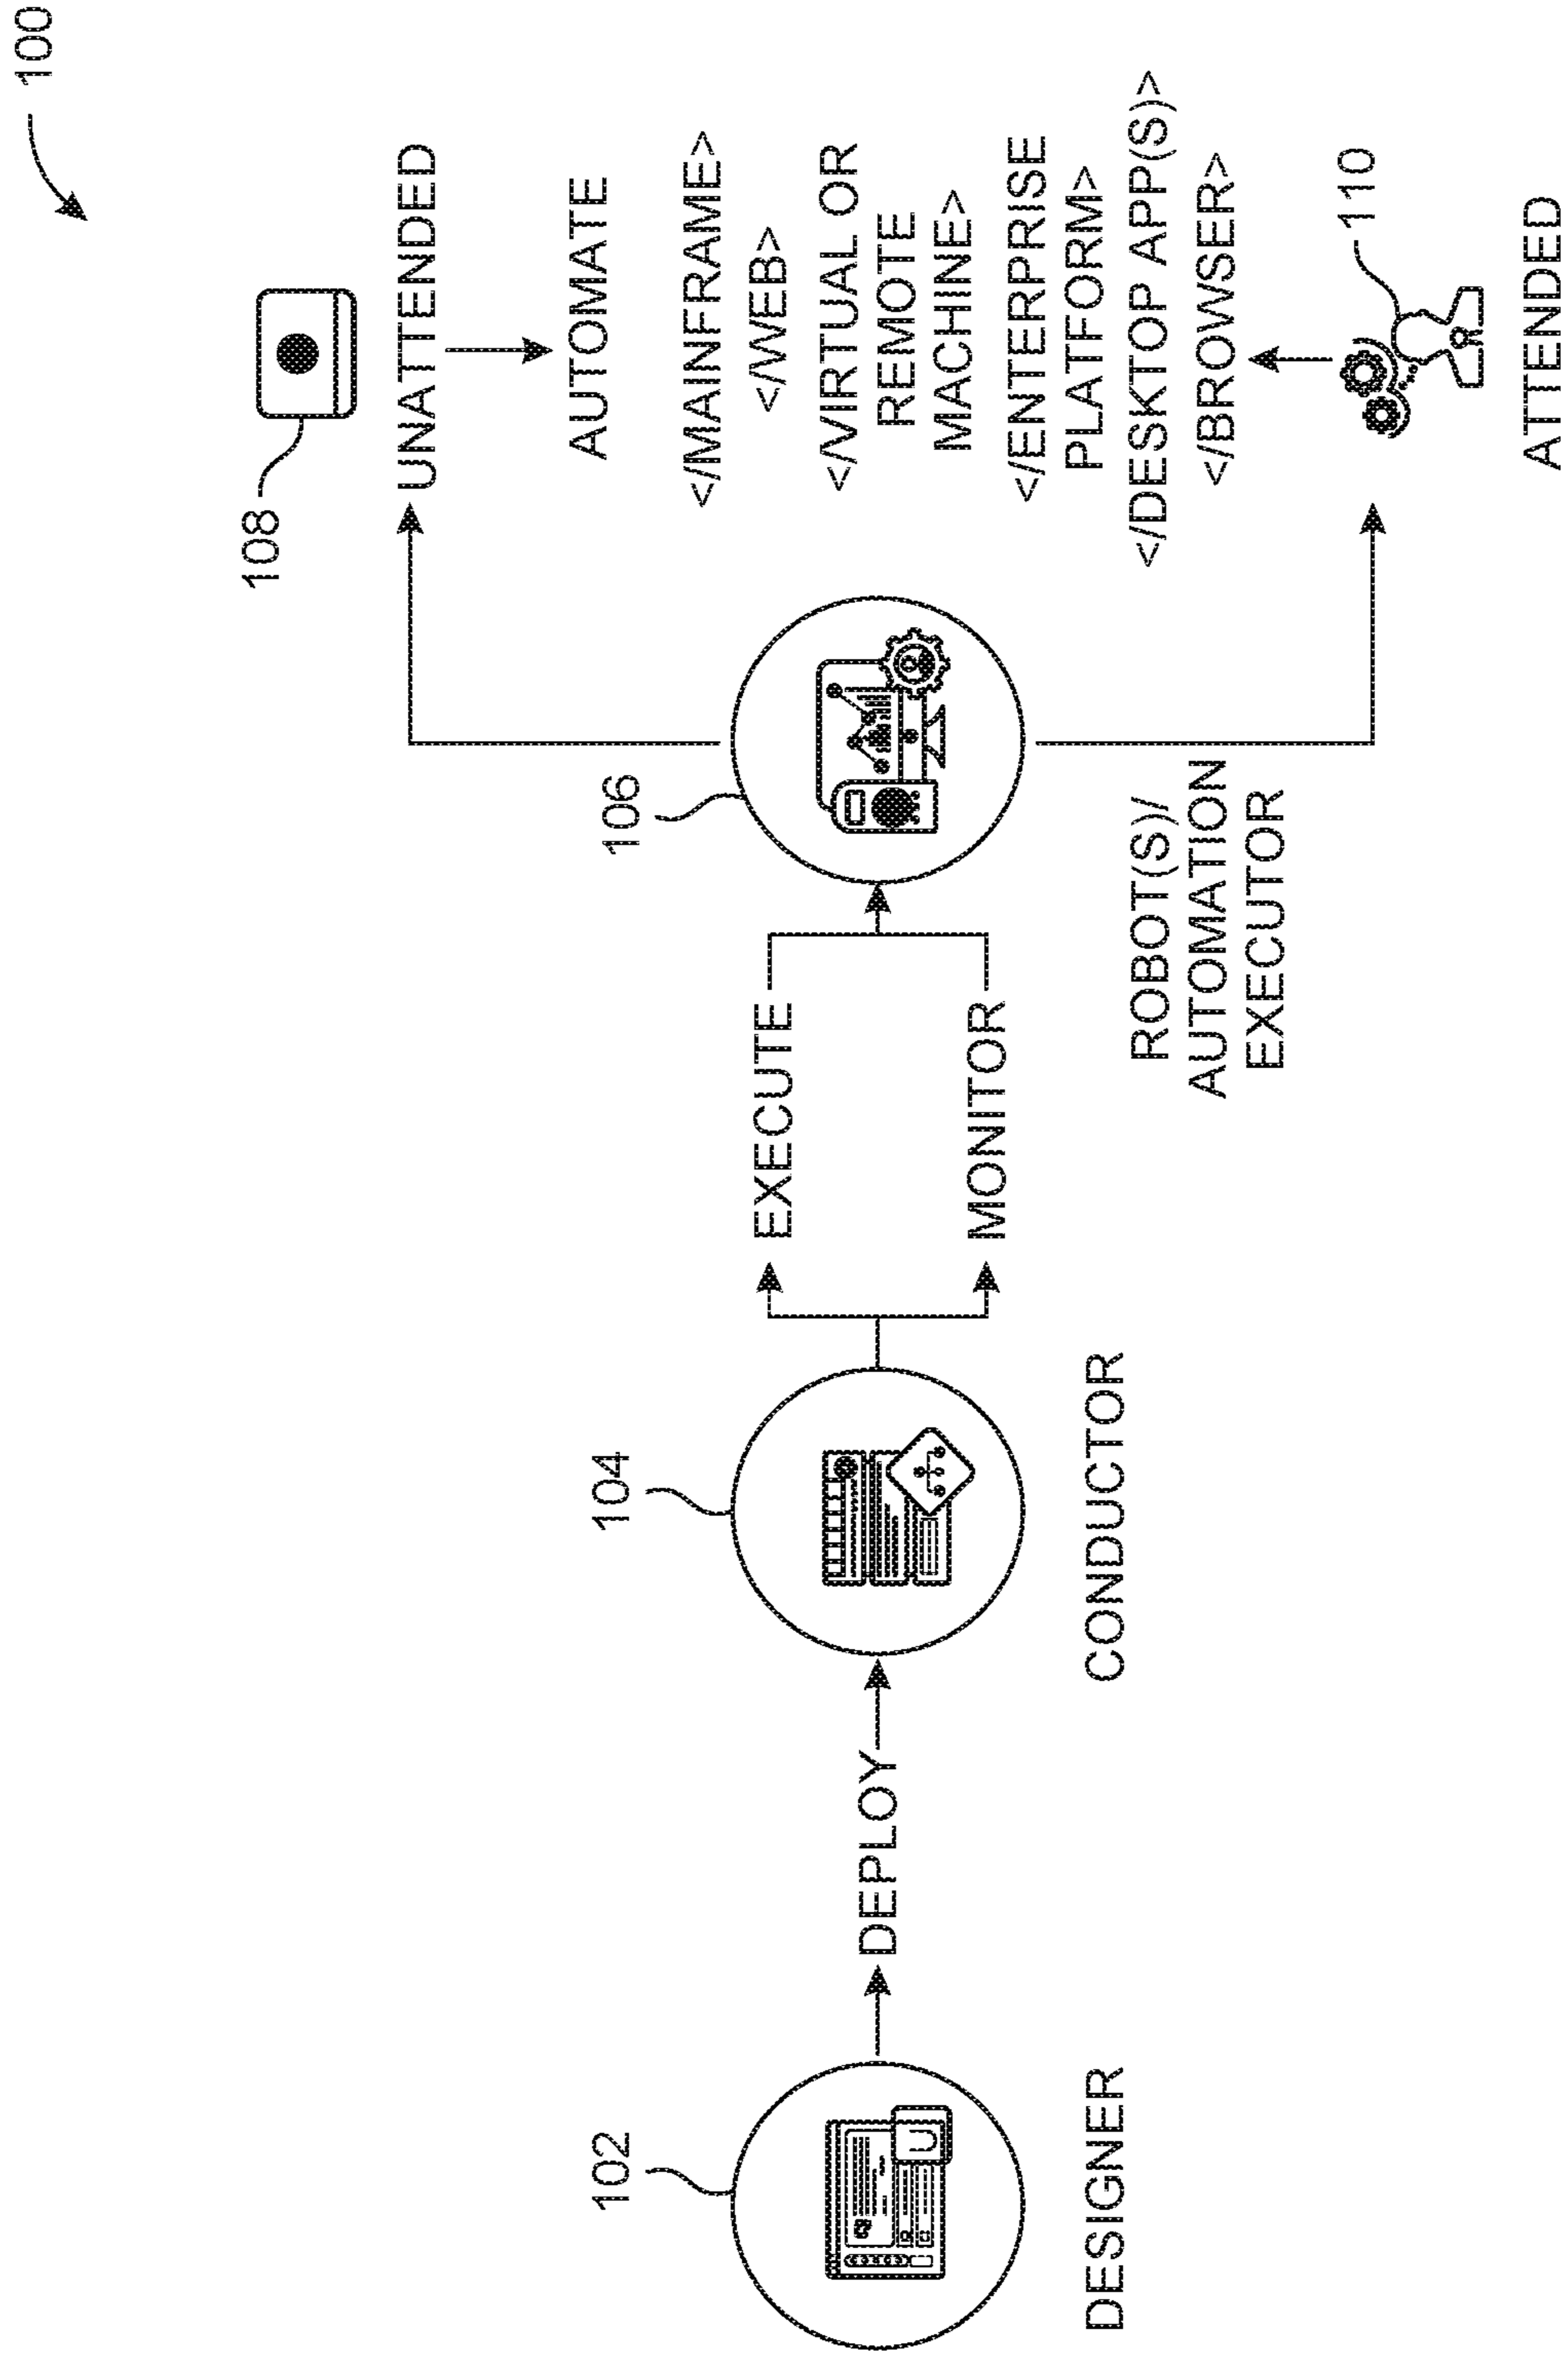 100
108
UNATTENDED
AUTOMATE
</MAINFRAME>
</WEB>
</VIRTUAL OR
REMOTE
MACHINE>
</ENTERPRISE
PLATFORM>
</DESKTOP APP(S)>
</BROWSER>
110
ATTENDED
102
DESIGNER
DEPLOY
104
CONDUCTOR
EXECUTE
MONITOR
106
ROBOT(S)/
AUTOMATION
EXECUTOR